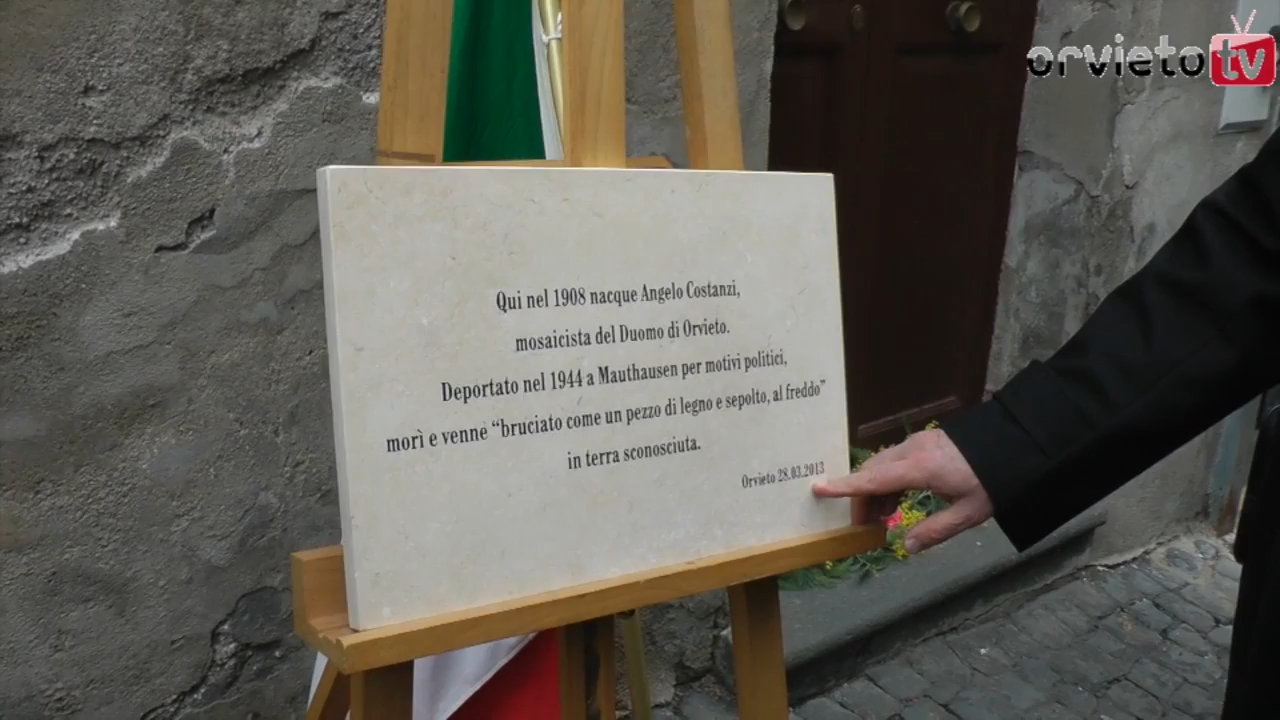 orvieto tv
Qui nel 1908 nacque Angelo Costanzi,
mosaicista del Duomo di Orvieto.
Deportato nel 1944 a Mauthausen per motivi politici,
morì e venne “bruciato come un pezzo di legno e sepolto, al freddo”
in terra sconosciuta.
Orvieto 28.03.2013